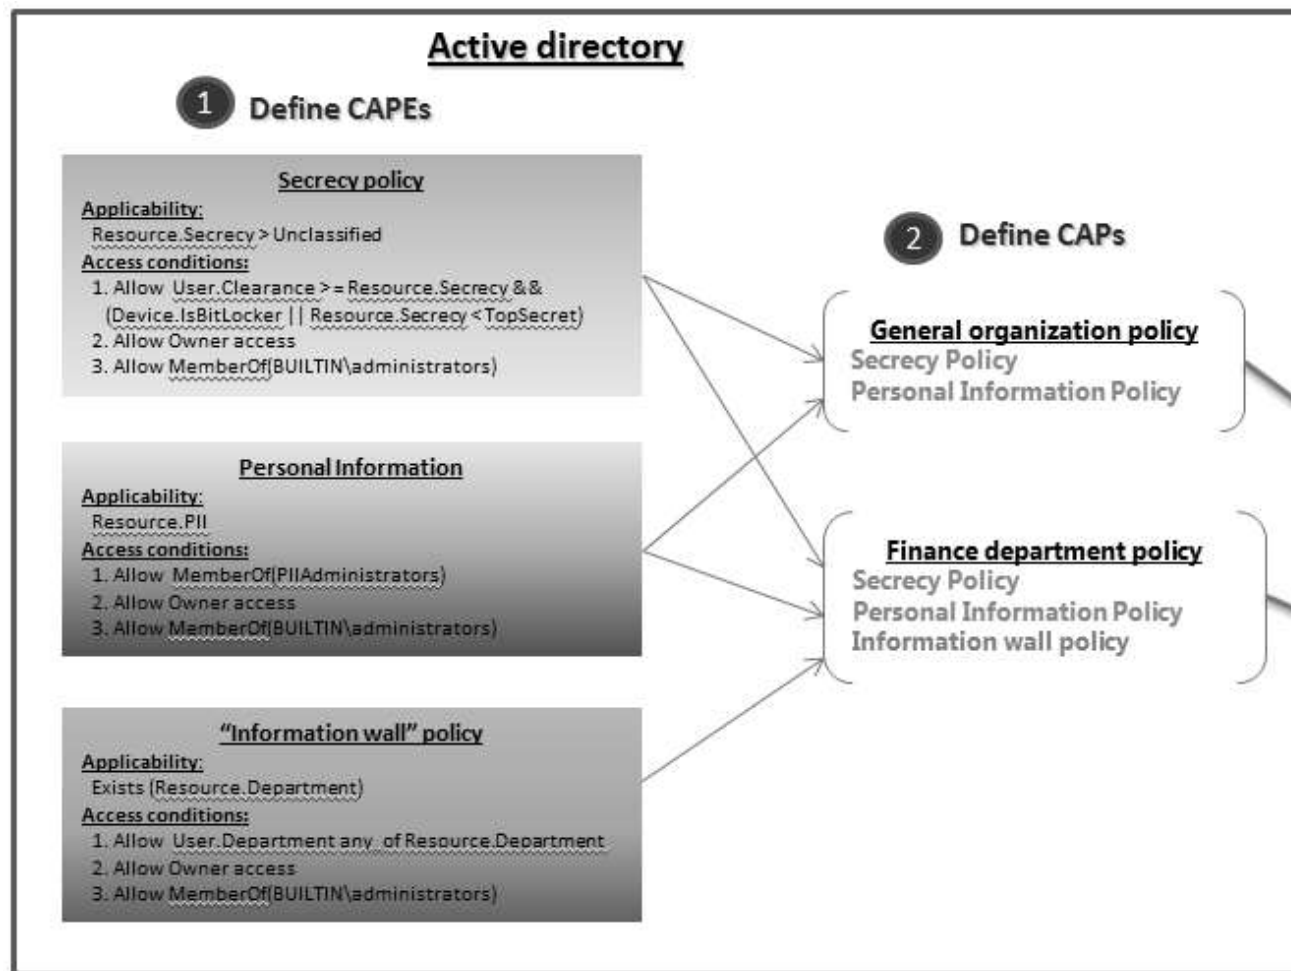 Active directory
1 Define CAPEs
Secrecy policy
Applicability:
Resource.Secrecy > Unclassified
Access conditions:
1. Allow User.Clearance >= Resource.Secrecy &&
(Device.IsBitLocker || Resource.Secrecy < TopSecret)
2. Allow Owner access
3. Allow MemberOf(BUILTIN\administrators)
Personal Information
Applicability:
Resource.PII
Access conditions:
1. Allow MemberOf(PIIAdministrators)
2. Allow Owner access
3. Allow MemberOf(BUILTIN\administrators)
“Information wall” policy
Applicability:
Exists (Resource.Department)
Access conditions:
1. Allow User.Department any of Resource.Department
2. Allow Owner access
3. Allow MemberOf(BUILTIN\administrators)
2 Define CAPs
General organization policy
Secrecy Policy
Personal Information Policy
Finance department policy
Secrecy Policy
Personal Information Policy
Information wall policy